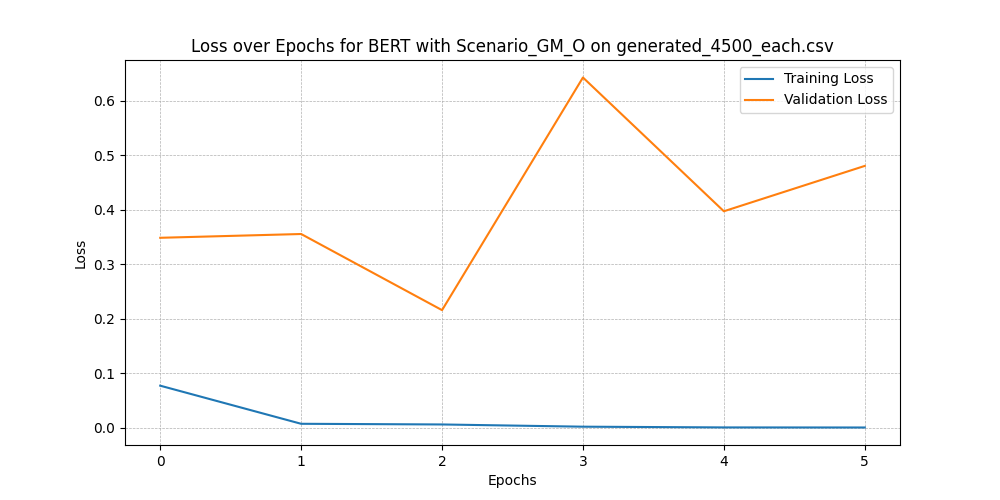 Loss over Epochs for BERT with Scenario_GM_O on generated_4500_each.csv
Training Loss
Validation Loss
0.6
0.5
0.4
0.3
0.2
0.1
0.0
Loss
0 1 2 3 4 5
Epochs